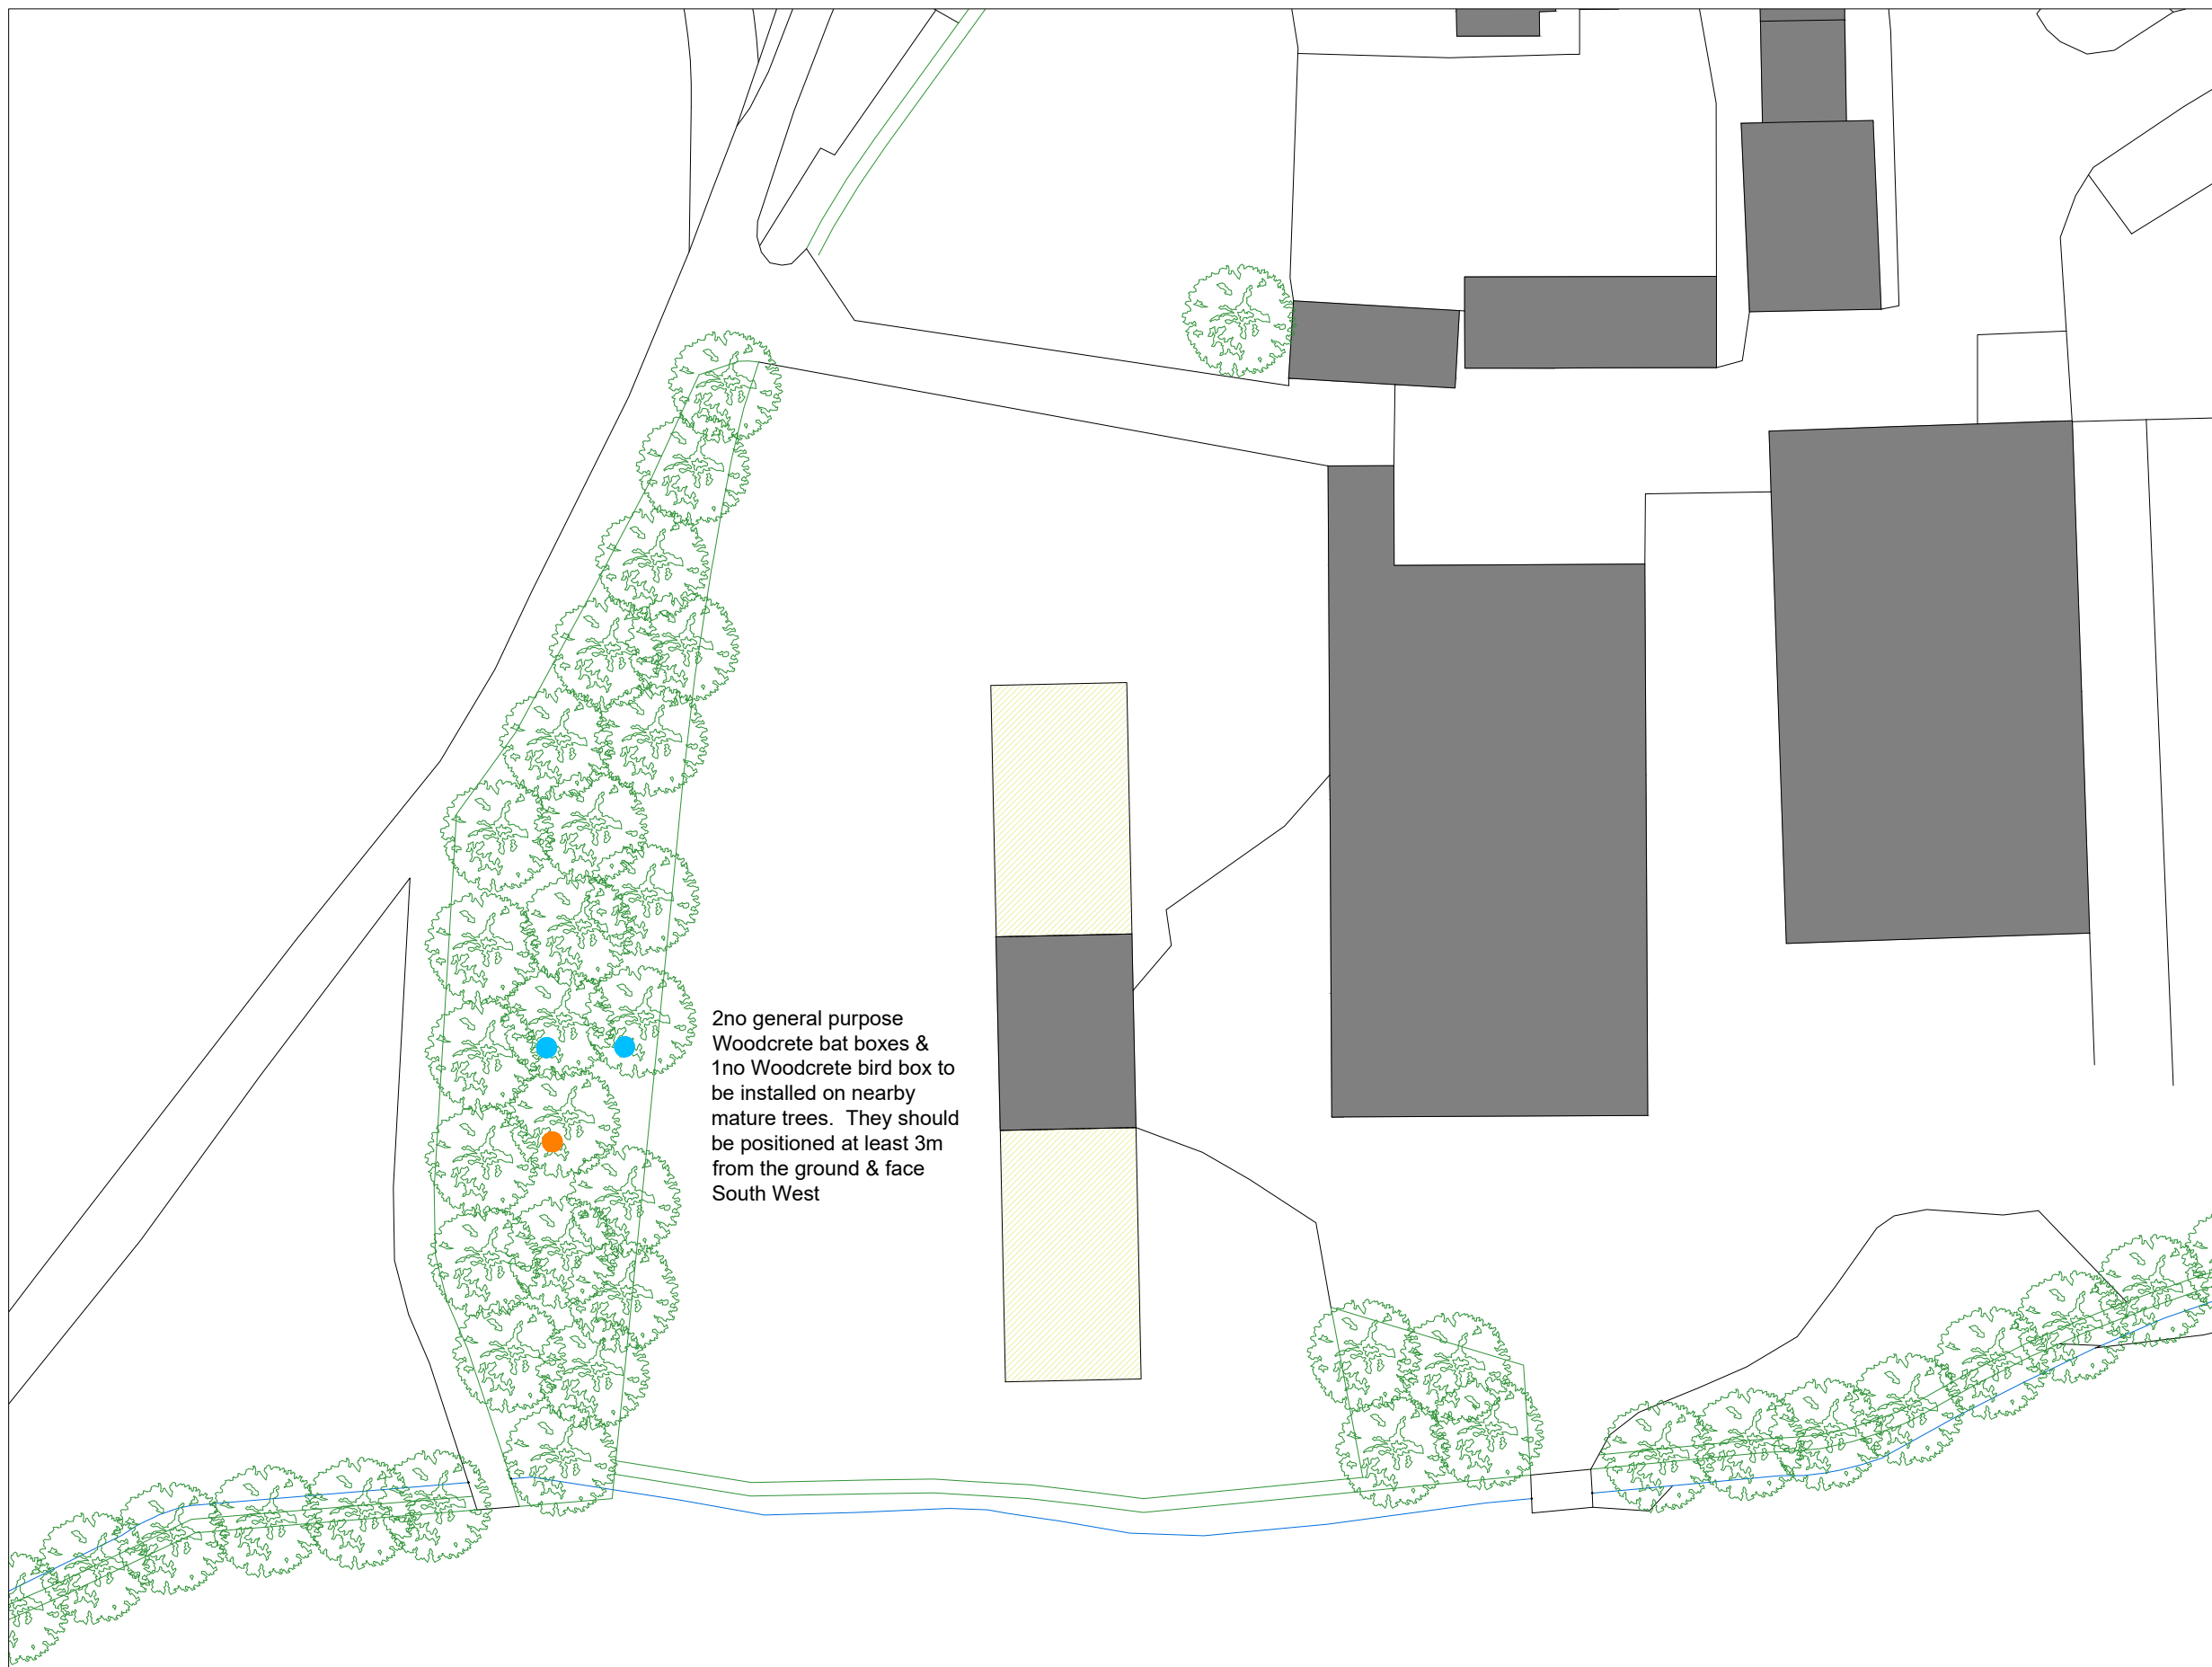 2no general purpose
Woodcrete bat boxes &
1no Woodcrete bird box to
be installed on nearby
mature trees.  They should
be positioned at least 3m
from the ground & face
South West